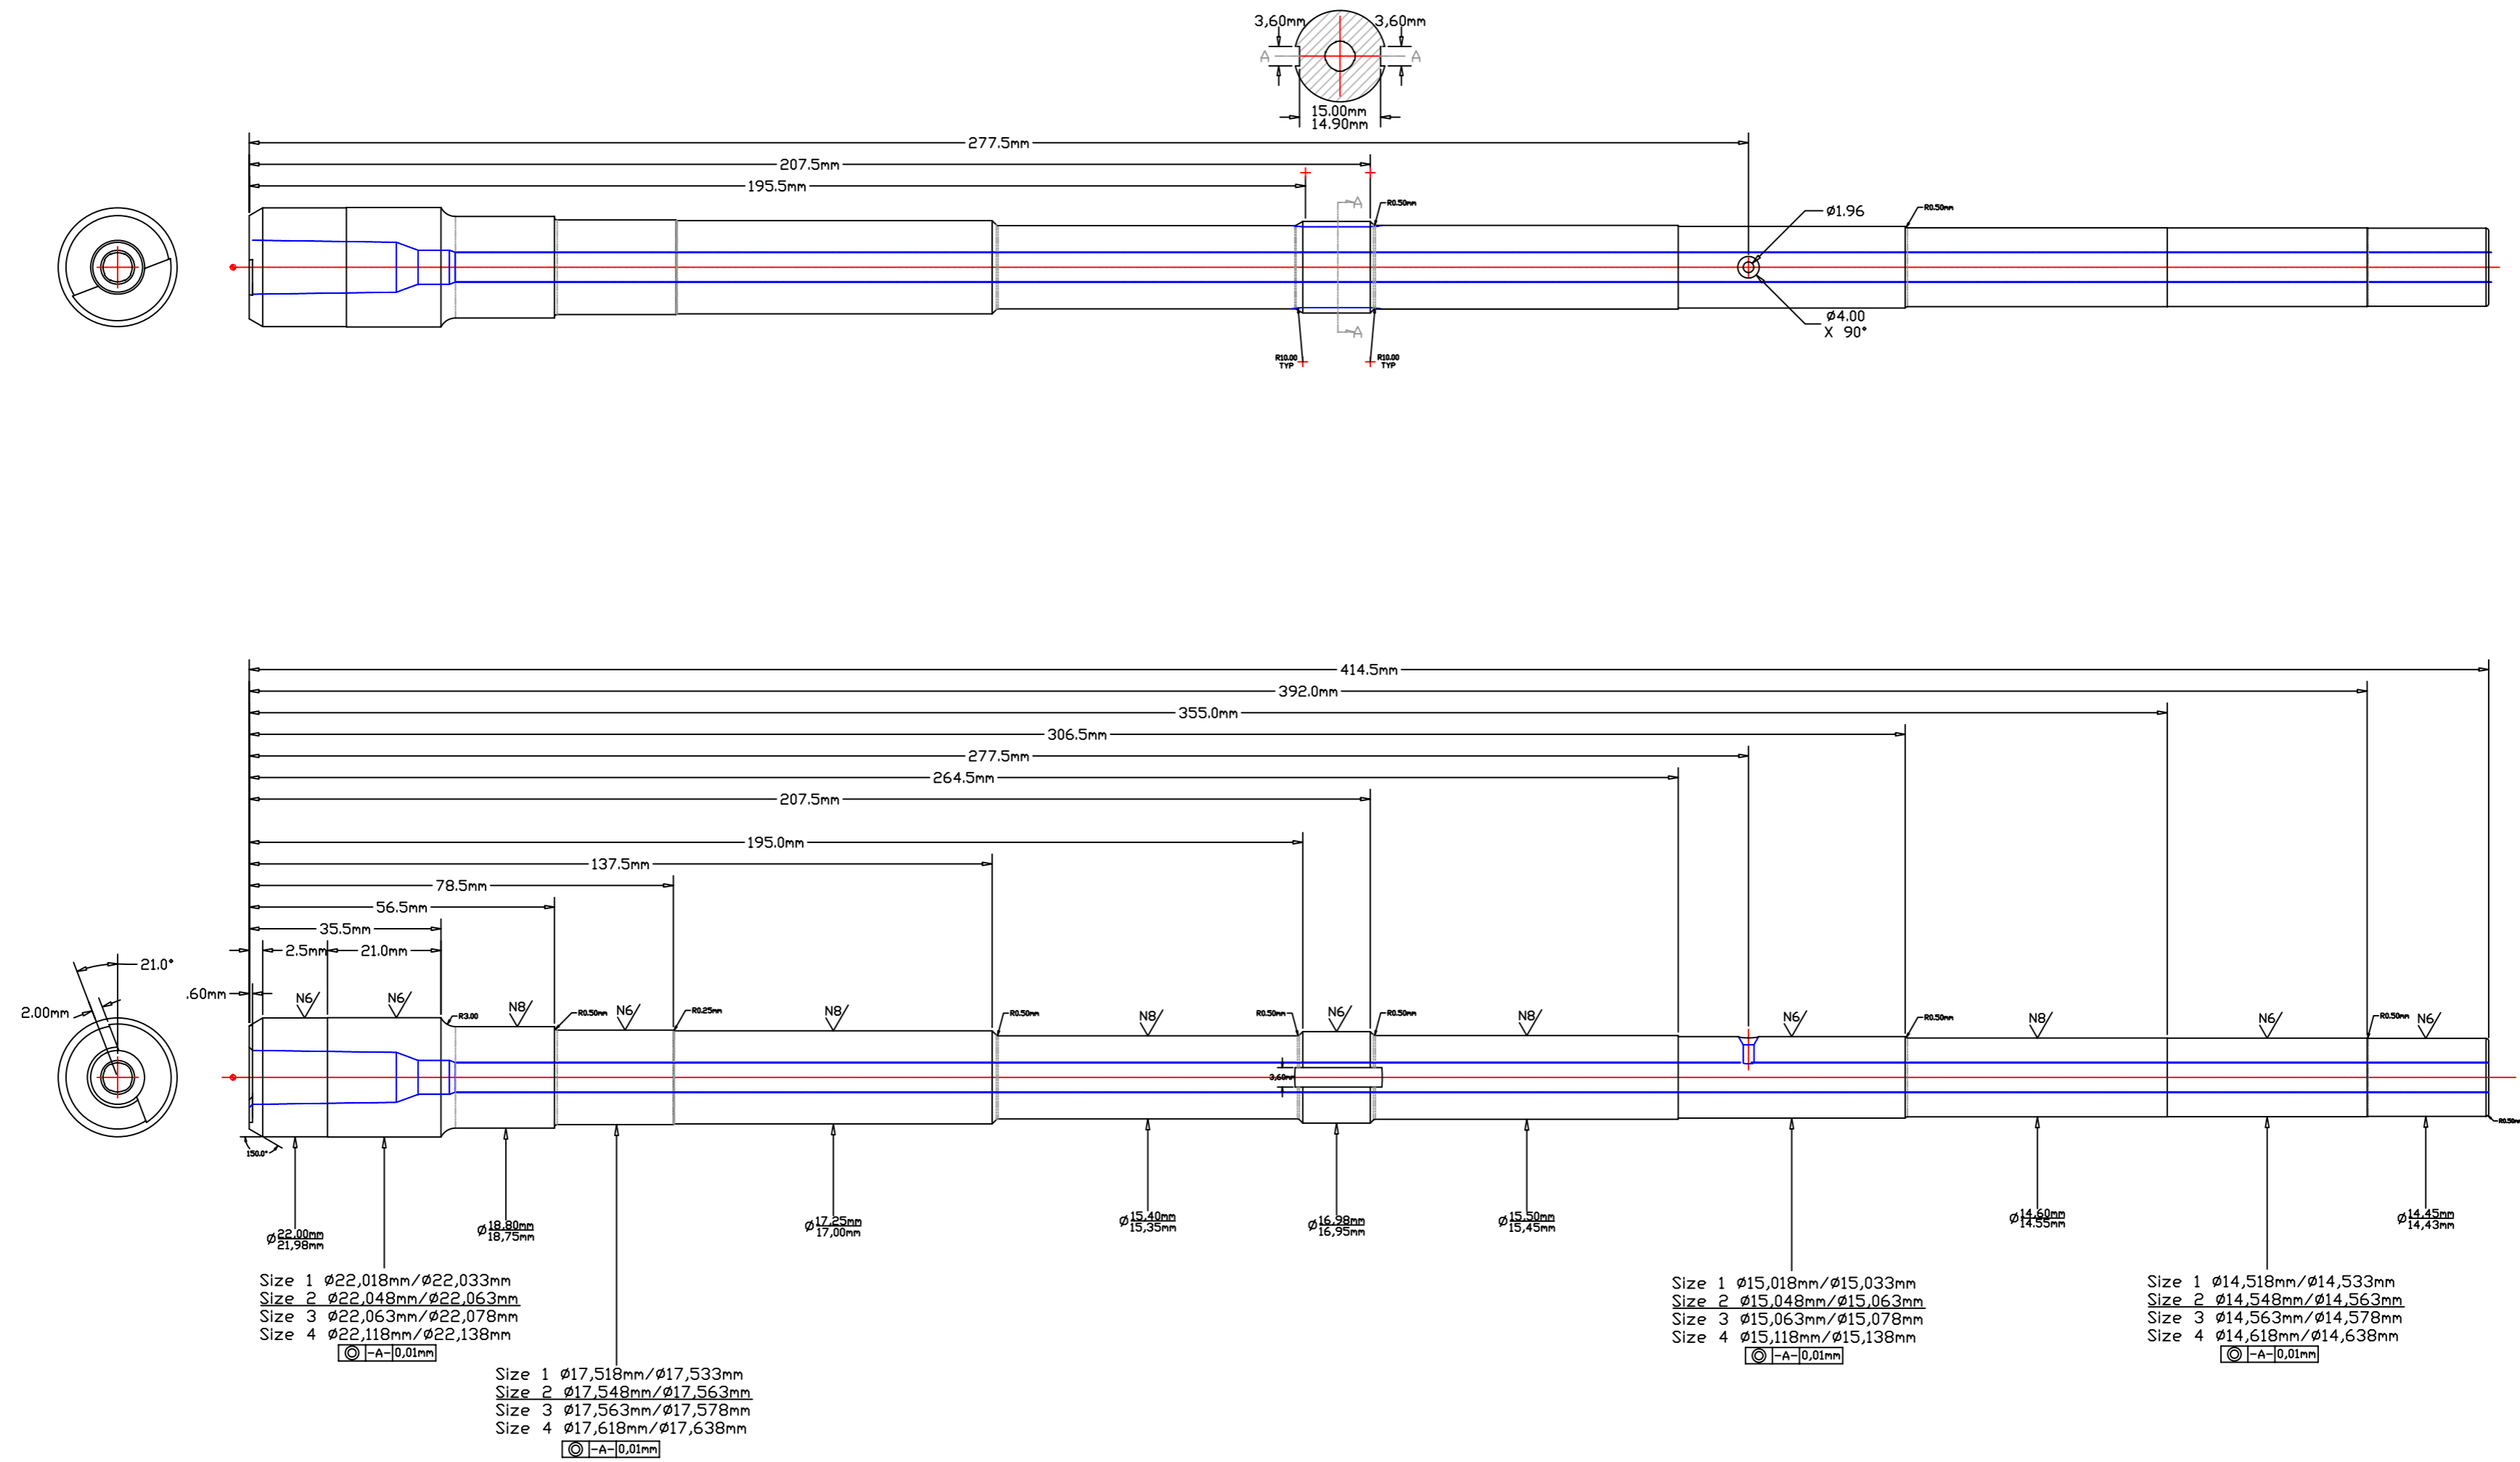 3,60mm 3,60mm
A A
15.00mm
14.90mm
277.5mm
207.5mm
195.5mm
A
R0.50mm
R0.50mm
Ø1.96
Ø4.00
X 90°
A
R10.00
TYP
R10.00
TYP
414.5mm
392.0mm
355.0mm
306.5mm
277.5mm
264.5mm
207.5mm
195.0mm
137.5mm
78.5mm
56.5mm
35.5mm
2.5mm 21.0mm
21.0°
.60mm
2.00mm
N6 N6 N8 N6 N8 N8 N6 N8 N6 N8 N6 N6
R3.00 R0.50mm R0.25mm R0.50mm R0.50mm R0.50mm R0.50mm R0.50mm
3,60mm
R0.50mm
150.0°
Ø22.00mm
21,98mm
Ø18.80mm
18,75mm
Ø17,25mm
17,00mm
Ø15,40mm
15,35mm
Ø16,98mm
16,95mm
Ø15,50mm
15,45mm
Ø14,60mm
14.55mm
Ø14,45mm
14,43mm
Size 1 Ø22,018mm/Ø22,033mm
Size 2 Ø22,048mm/Ø22,063mm
Size 3 Ø22,063mm/Ø22,078mm
Size 4 Ø22,118mm/Ø22,138mm
◎ -A- 0,01mm
Size 1 Ø17,518mm/Ø17,533mm
Size 2 Ø17,548mm/Ø17,563mm
Size 3 Ø17,563mm/Ø17,578mm
Size 4 Ø17,618mm/Ø17,638mm
◎ -A- 0,01mm
Size 1 Ø15,018mm/Ø15,033mm
Size 2 Ø15,048mm/Ø15,063mm
Size 3 Ø15,063mm/Ø15,078mm
Size 4 Ø15,118mm/Ø15,138mm
◎ -A- 0,01mm
Size 1 Ø14,518mm/Ø14,533mm
Size 2 Ø14,548mm/Ø14,563mm
Size 3 Ø14,563mm/Ø14,578mm
Size 4 Ø14,618mm/Ø14,638mm
◎ -A- 0,01mm